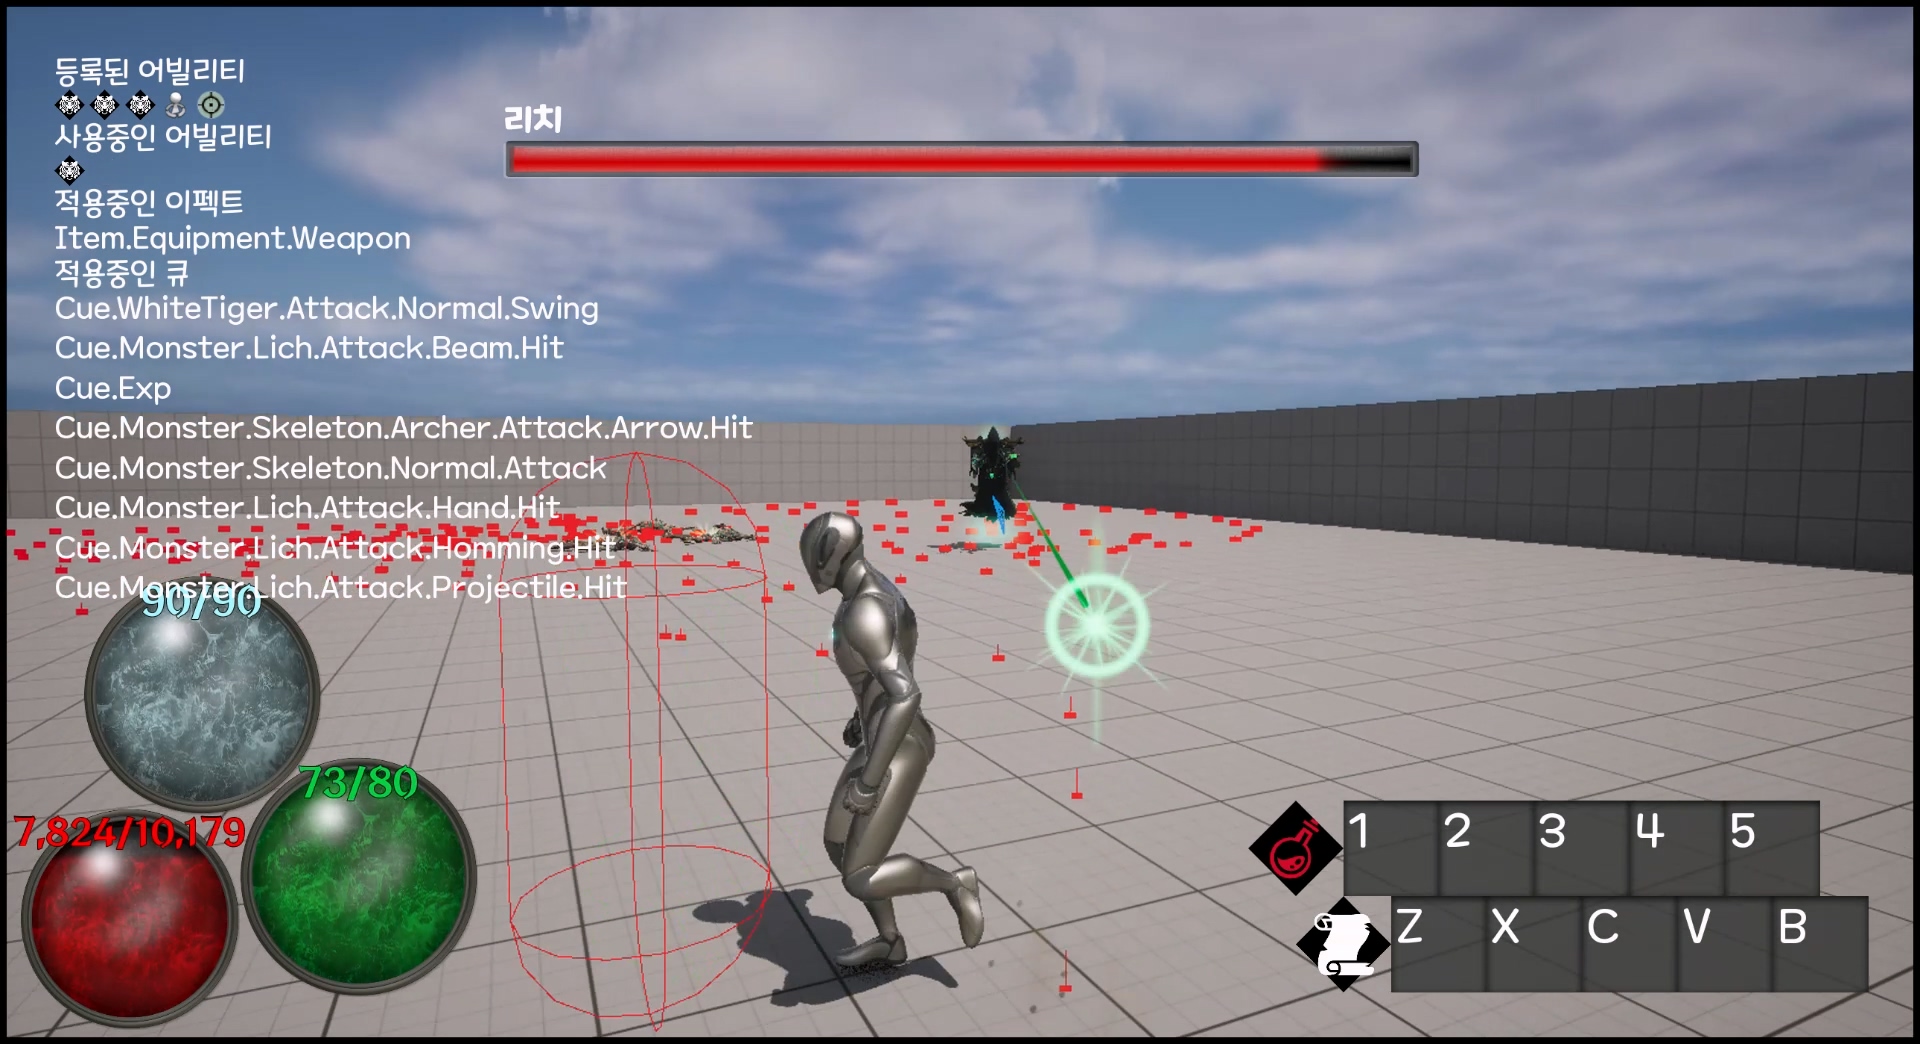 등록된 어빌리티
사용중인 어빌리티
적용중인 이펙트
Item.Equipment.Weapon
적용중인 큐
Cue.WhiteTiger.Attack.Normal.Swing
Cue.Monster.Lich.Attack.Beam.Hit
Cue.Exp
Cue.Monster.Skeleton.Archer.Attack.Arrow.Hit
Cue.Monster.Skeleton.Normal.Attack
Cue.Monster.Lich.Attack.Hand.Hit
Cue.Monster.Lich.Attack.Homming.Hit
Cue.Monster.Lich.Attack.Projectile.Hit
리치
90/90
73/80
7,824/10,179
1 2 3 4 5
Z X C V B